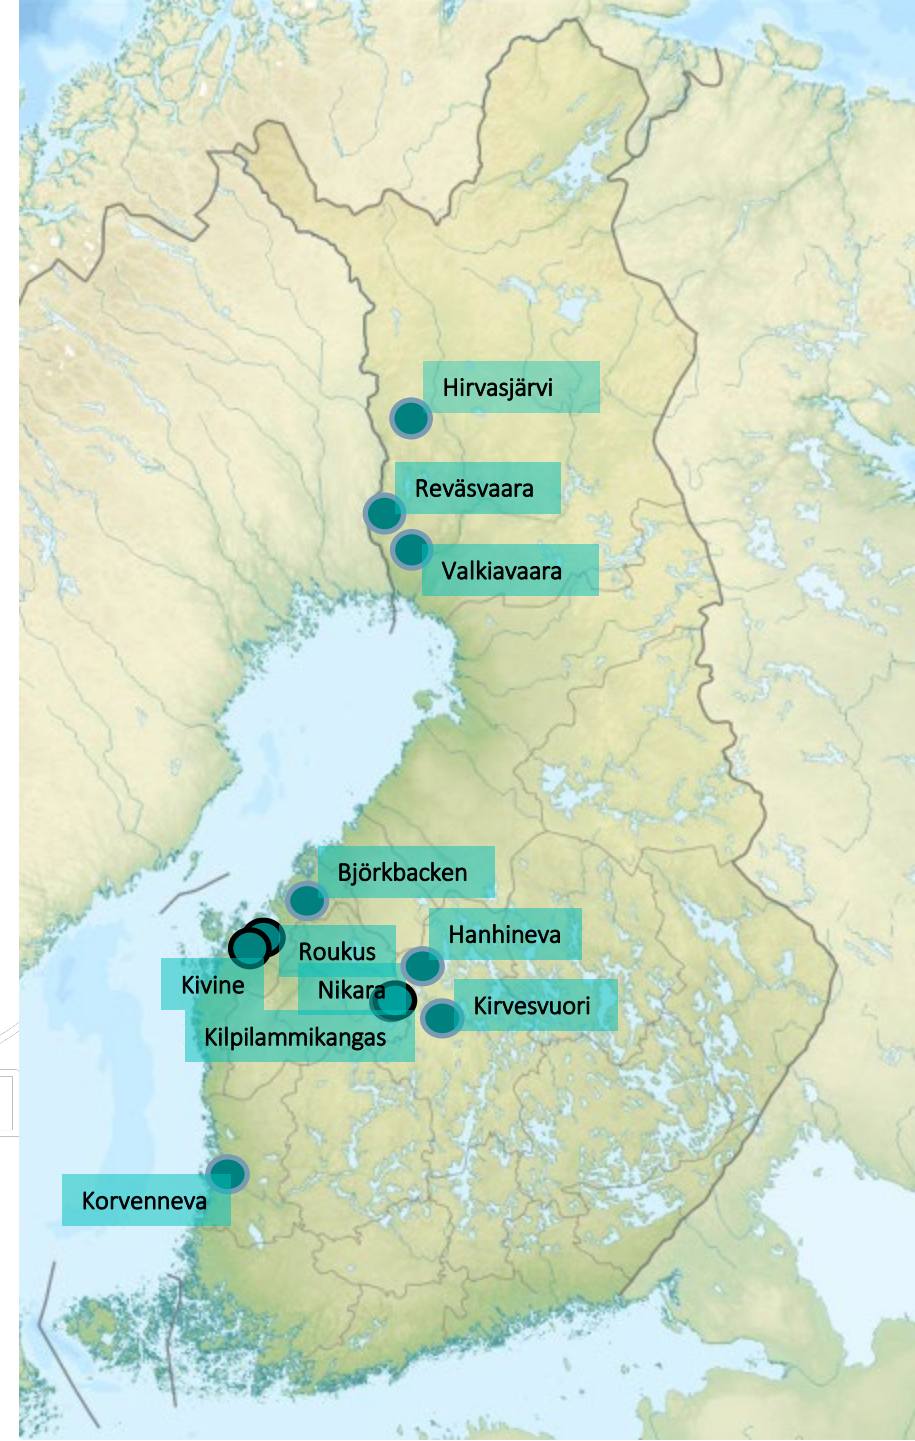 Hirvasjärvi
Reväsvaara
Valkiavaara
Björkbacken
Hanhineva
Roukus
Kivine
Nikara
Kirvesvuori
Kilpilammikangas
Korvenneva